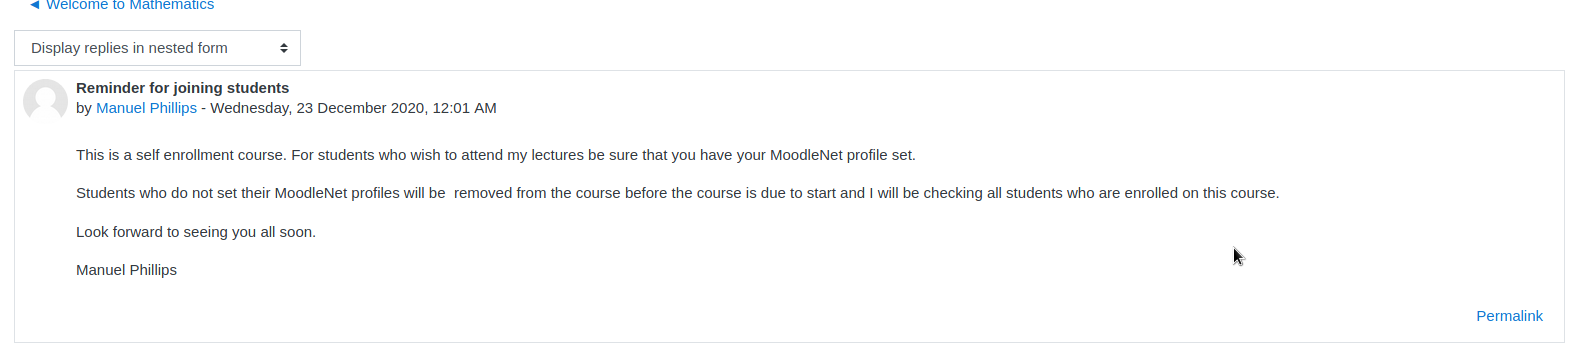 ◄ Welcome to Mathematics
Display replies in nested form
Reminder for joining students
by Manuel Phillips - Wednesday, 23 December 2020, 12:01 AM
This is a self enrollment course. For students who wish to attend my lectures be sure that you have your MoodleNet profile set.
Students who do not set their MoodleNet profiles will be  removed from the course before the course is due to start and I will be checking all students who are enrolled on this course.
Look forward to seeing you all soon.
Manuel Phillips
Permalink